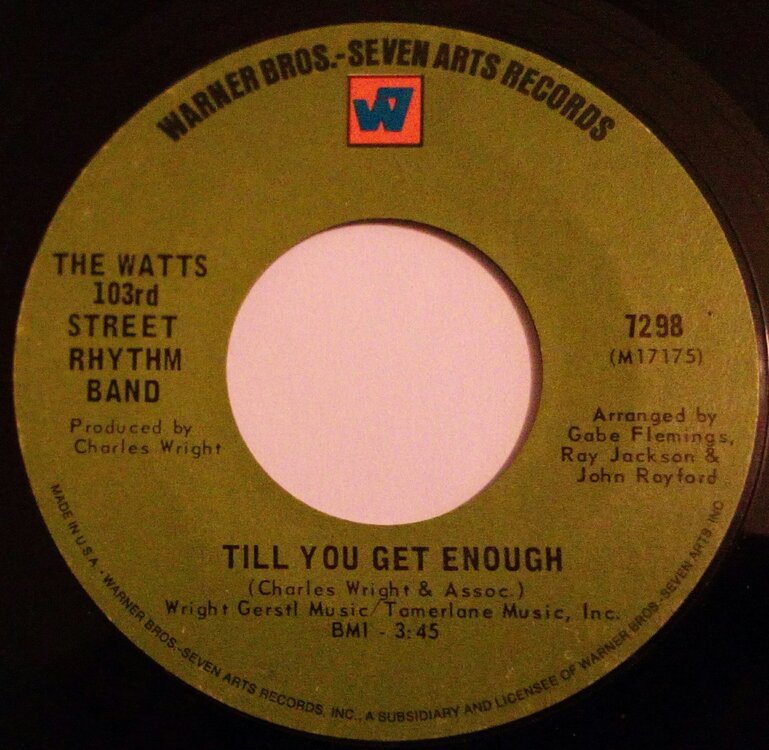 WARNER BROS.-SEVEN ARTS RECORDS
W7
THE WATTS
103rd
STREET
RHYTHM
BAND
Produced by
Charles Wright
7298
(M17175)
Arranged by
Gabe Flemings,
Ray Jackson &
John Rayford
TILL YOU GET ENOUGH
(Charles Wright & Assoc.)
Wright Gerstl Music/Tamerlane Music, Inc.
BMI - 3:45
MADE IN U.S.A. • WARNER BROS.-SEVEN ARTS RECORDS, INC., A SUBSIDIARY AND LICENSEE OF WARNER BROS.-SEVEN ARTS, INC.